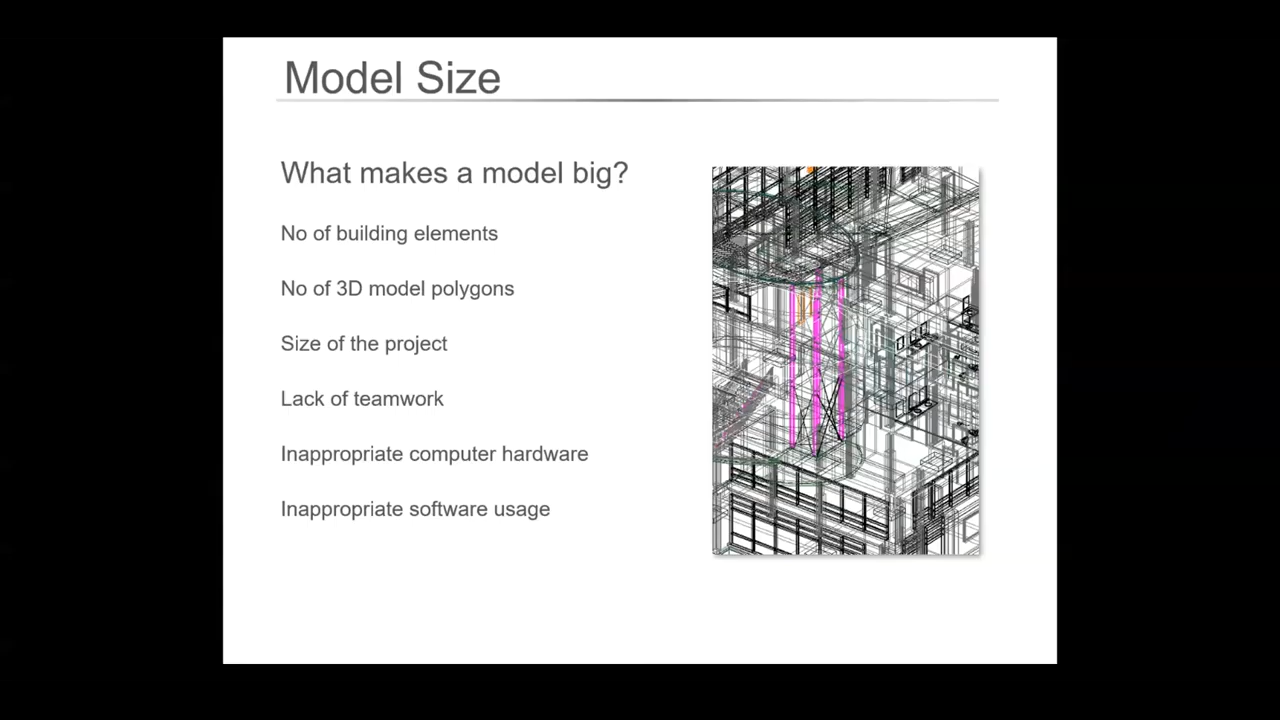 Model Size
What makes a model big?
No of building elements
No of 3D model polygons
Size of the project
Lack of teamwork
Inappropriate computer hardware
Inappropriate software usage